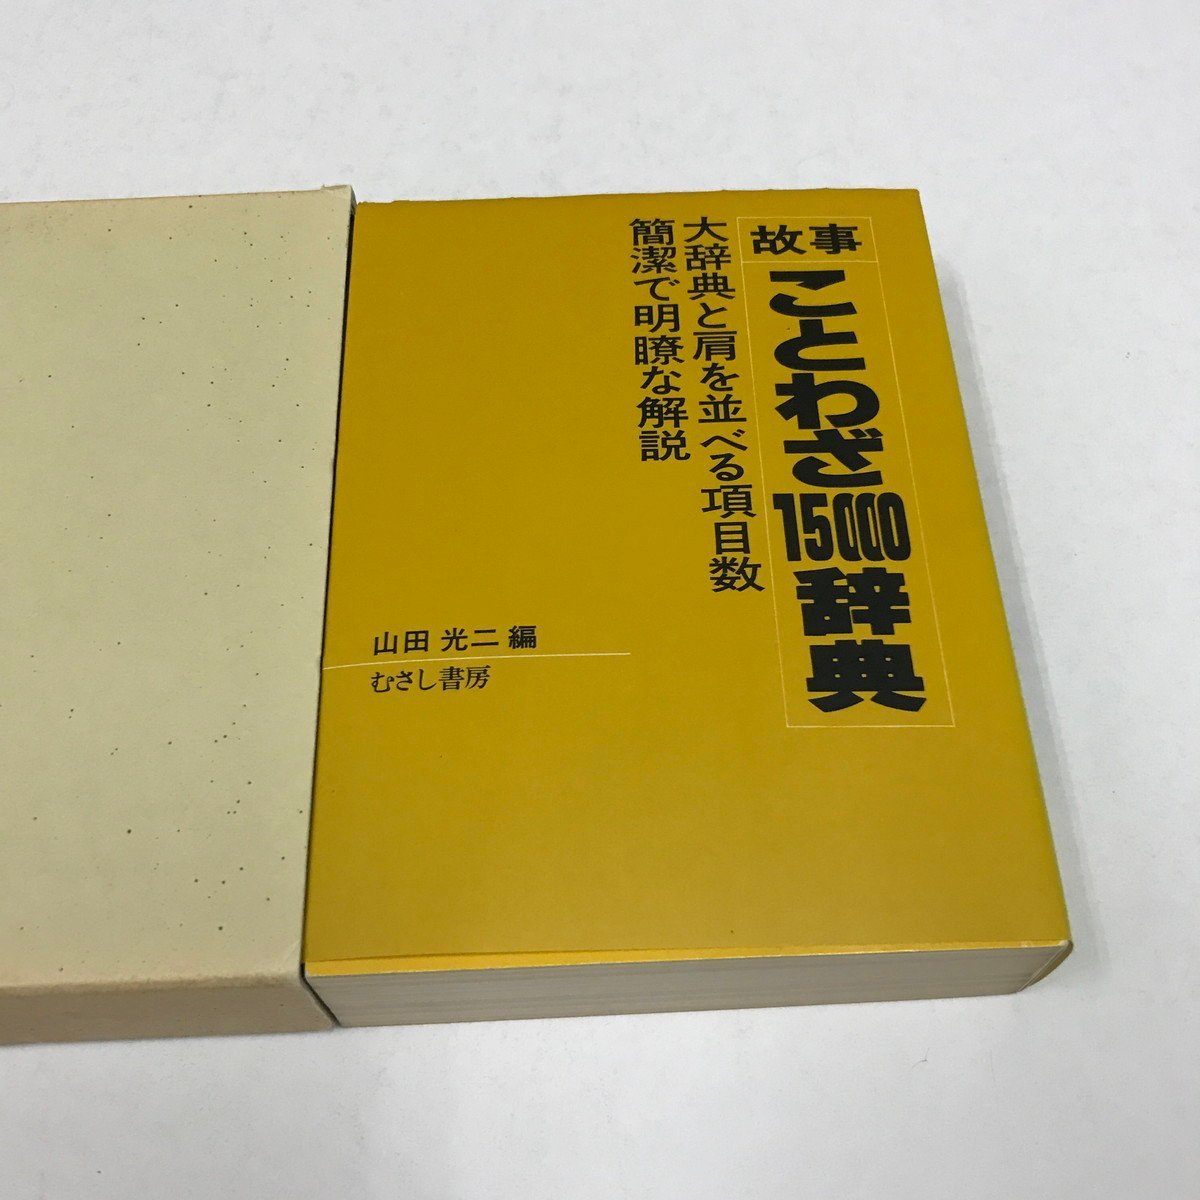 故事
ことわざ15000辞典
大辞典と肩を並べる項目数
簡潔で明瞭な解説
山田 光二 編
むさし書房